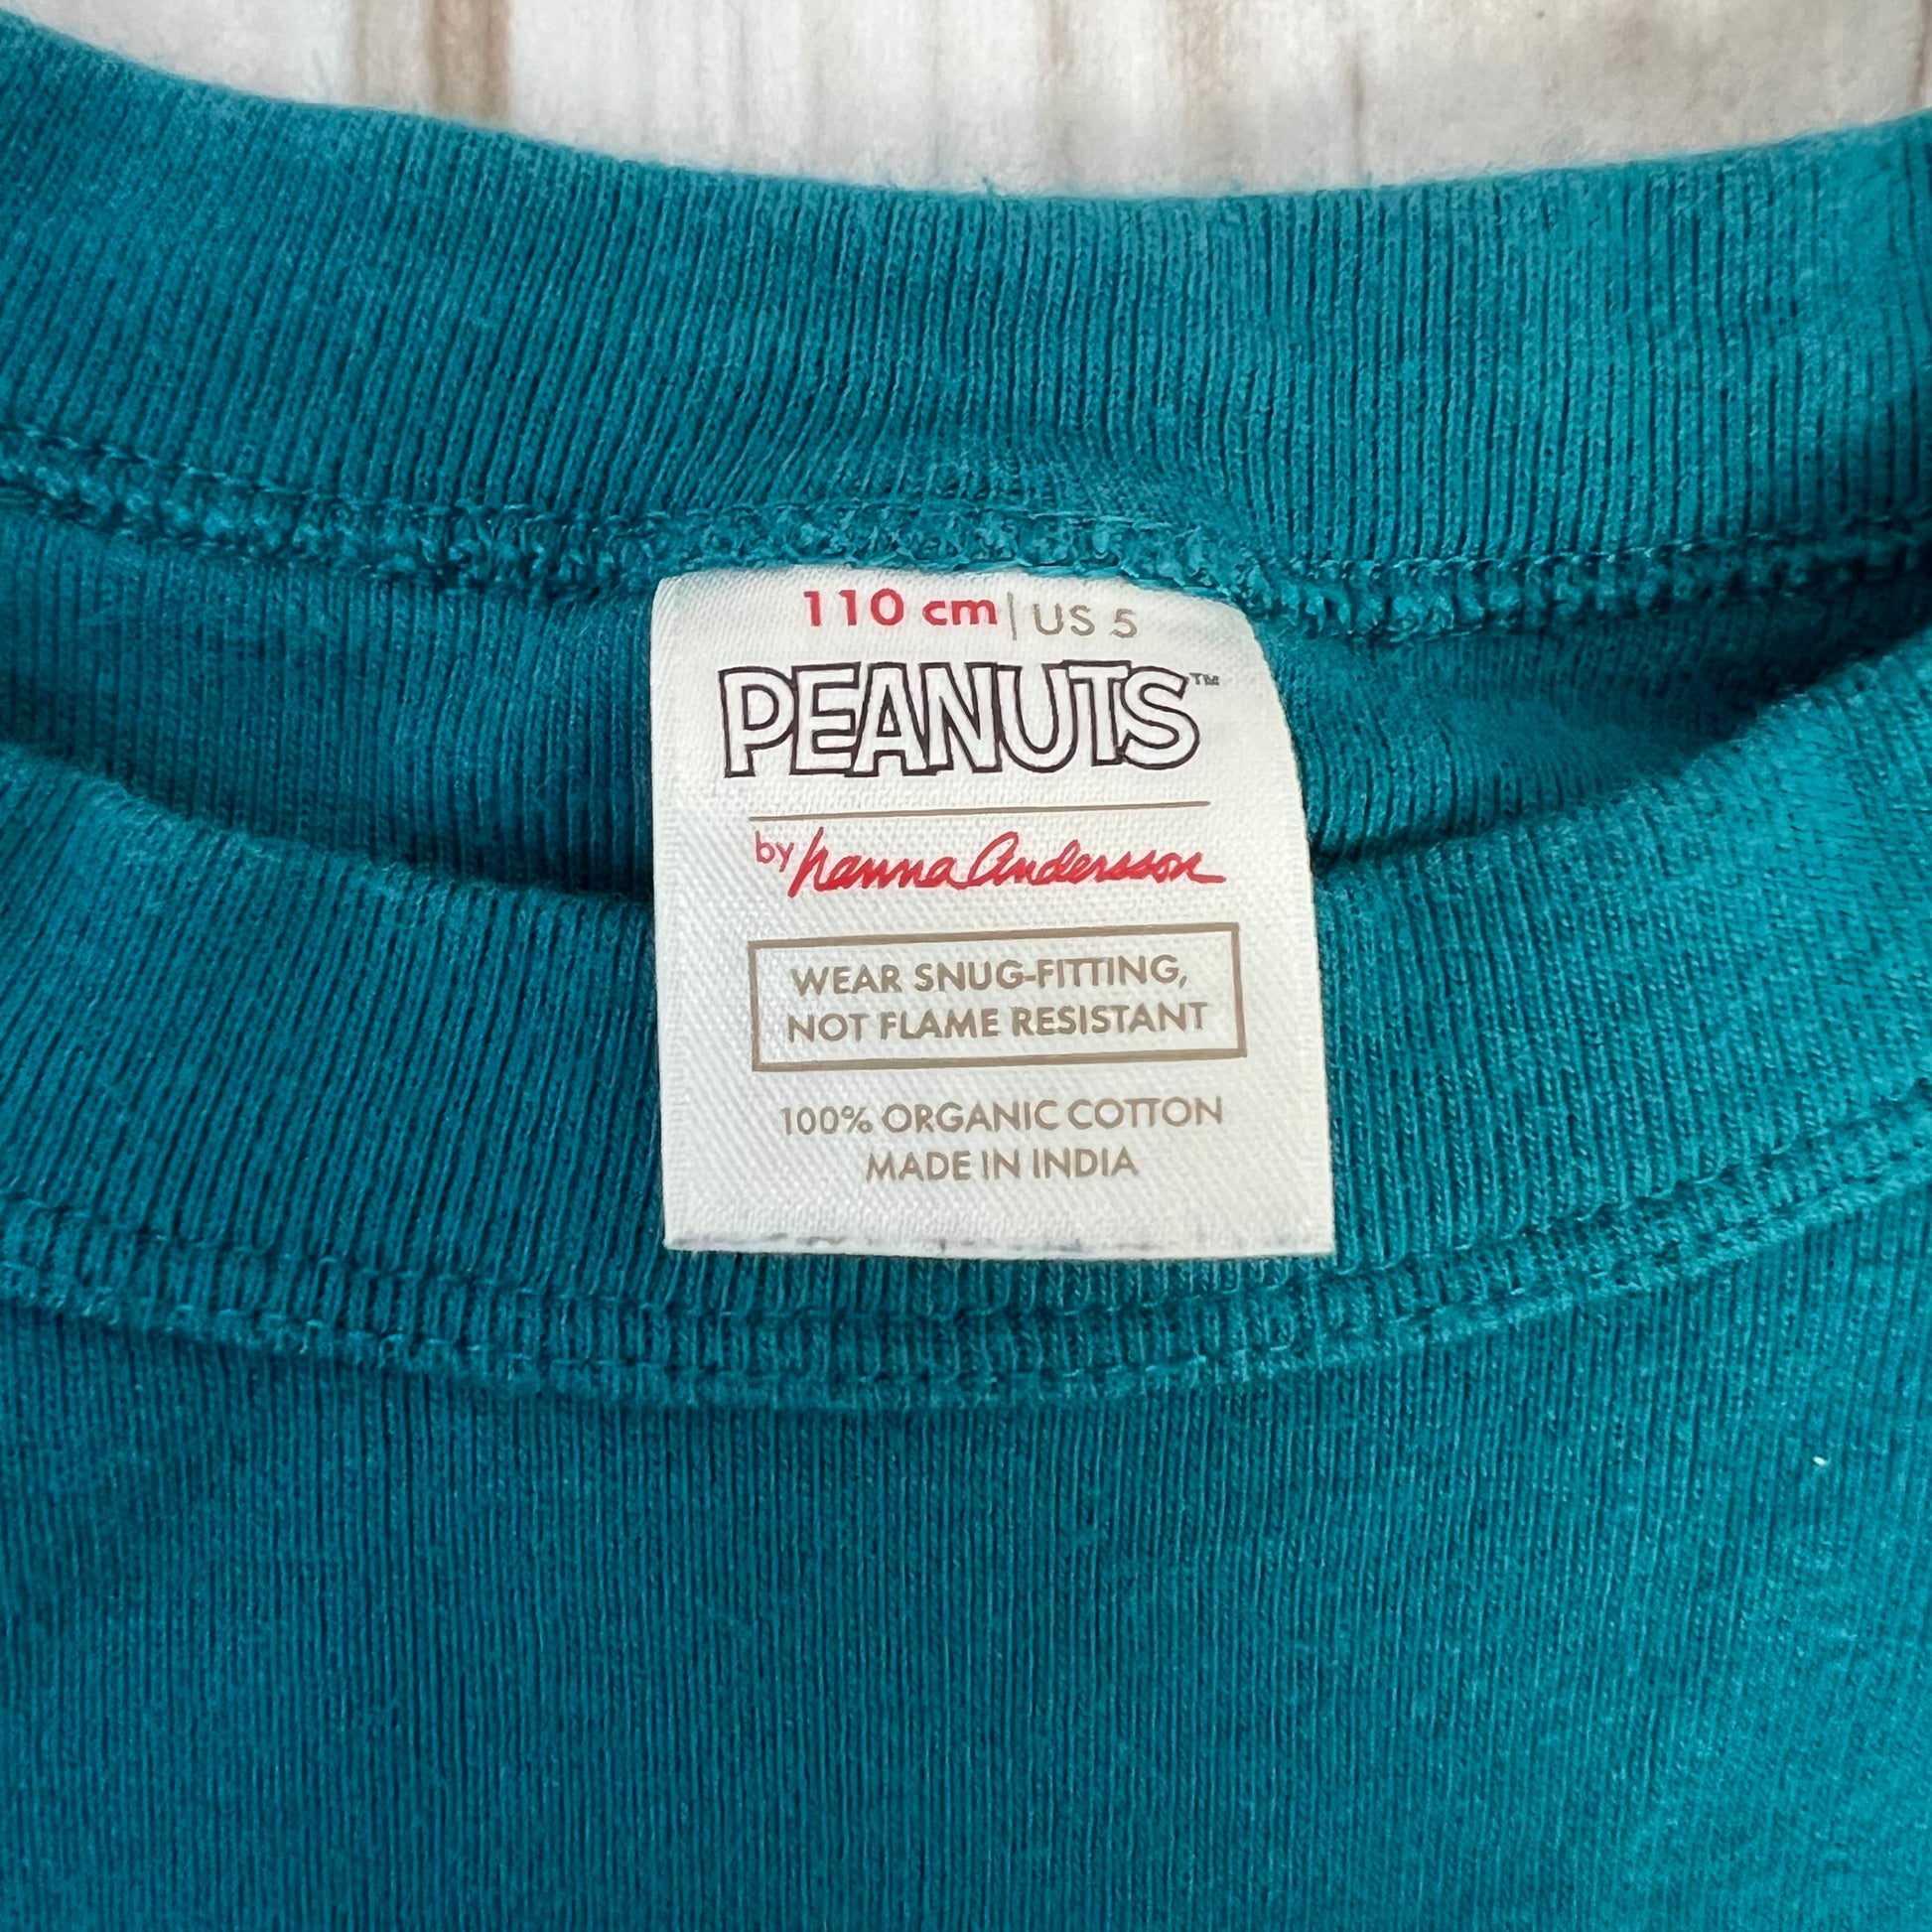 110 cm | US 5
PEANUTS™
by hanna Andersson
WEAR SNUG-FITTING,
NOT FLAME RESISTANT
100% ORGANIC COTTON
MADE IN INDIA